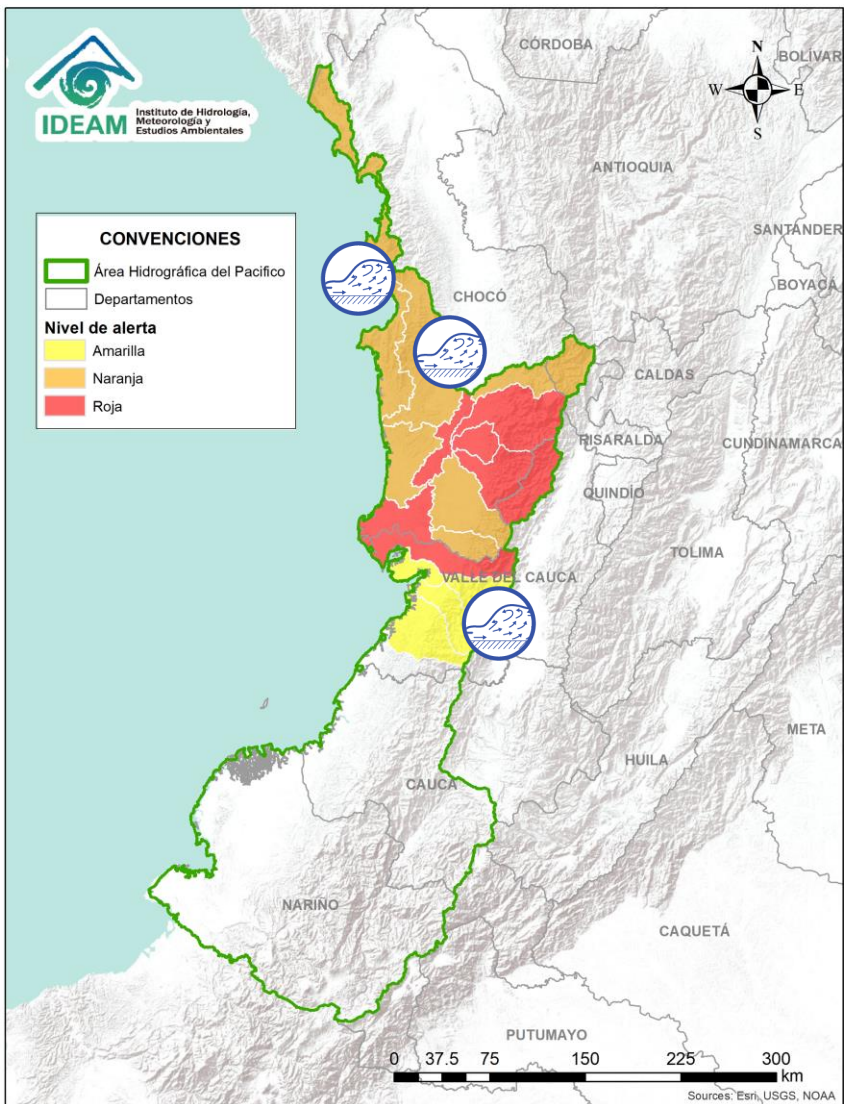 IDEAM
Instituto de Hidrología,
Meteorología y
Estudios Ambientales
CÓRDOBA
BOLÍVAR
N
W
E
S
ANTIOQUIA
SANTANDER
BOYACÁ
CONVENCIONES
Área Hidrográfica del Pacifico
Departamentos
Nivel de alerta
Amarilla
Naranja
Roja
CHOCÓ
CALDAS
RISARALDA
CUNDINAMARCA
QUINDÍO
TOLIMA
VALLE DEL CAUCA
META
HUILA
CAUCA
NARIÑO
CAQUETÁ
PUTUMAYO
0 37.5 75 150 225 300
km
Sources: Esri, USGS, NOAA